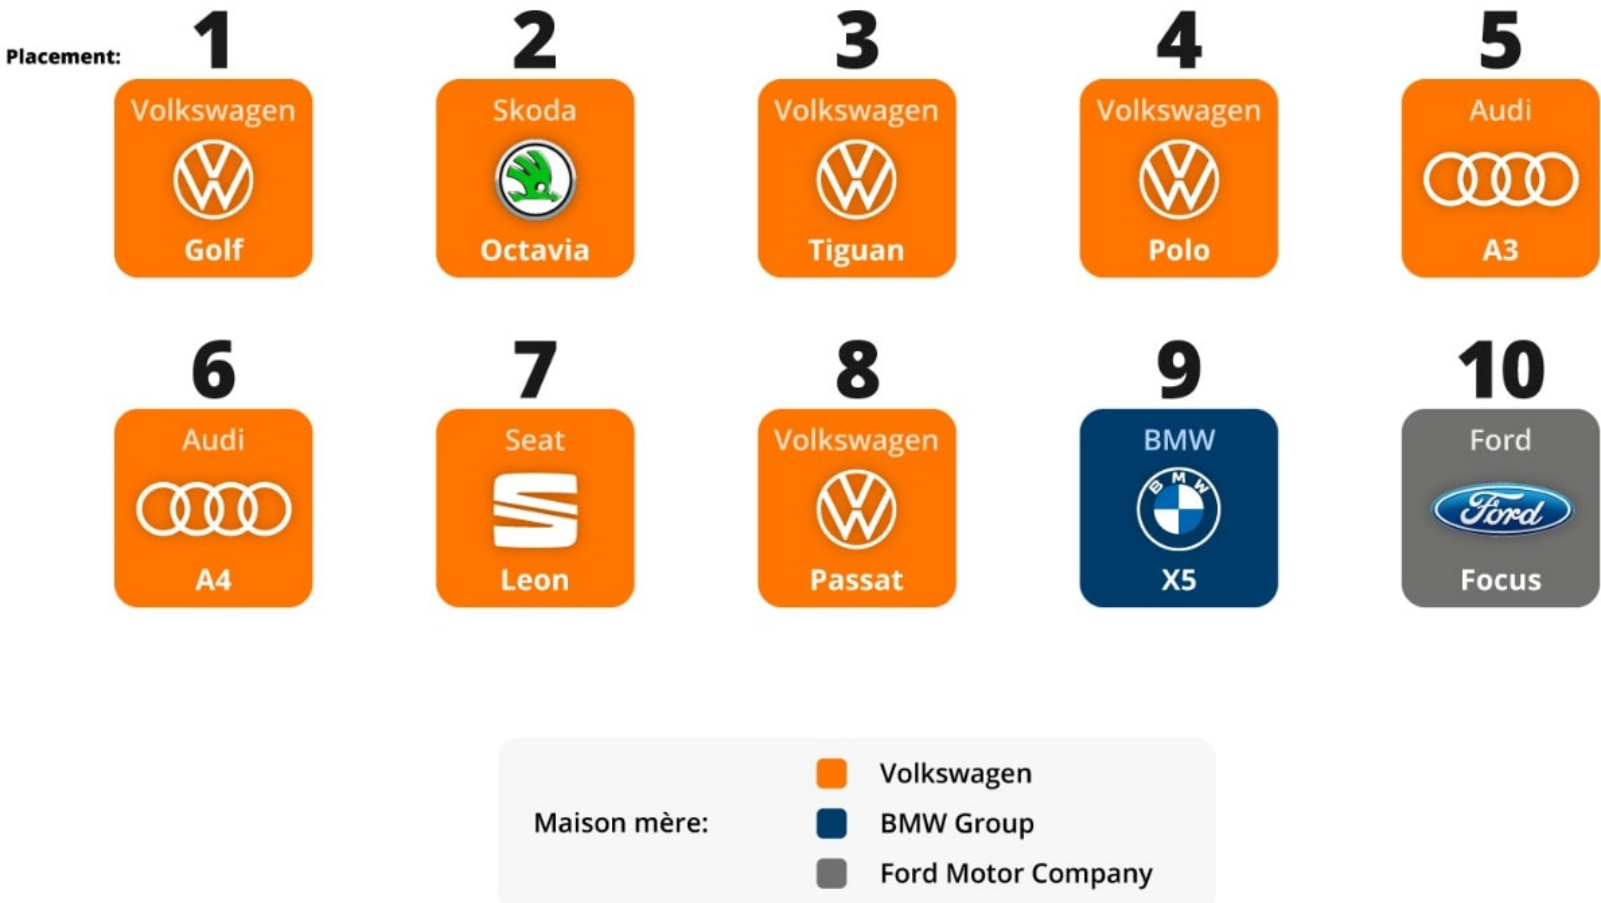 Placement:
1 2 3 4 5
Volkswagen Skoda Volkswagen Volkswagen Audi
Golf Octavia Tiguan Polo A3
6 7 8 9 10
Audi Seat Volkswagen BMW Ford
BMW Ford
A4 Leon Passat X5 Focus
Volkswagen
Maison mère: BMW Group
Ford Motor Company